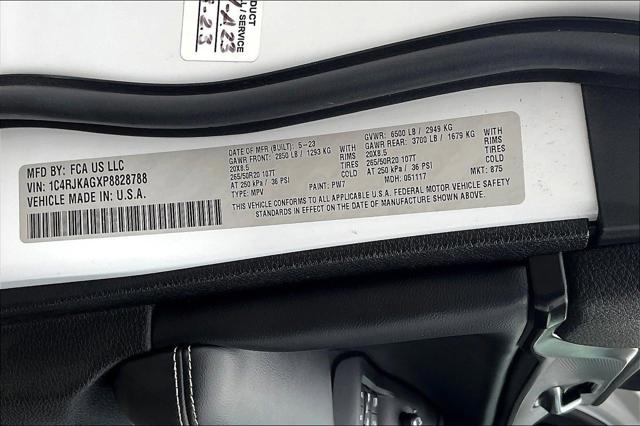 PRODUCT
/ SERVICE
-A23
-2.3
MFD BY: FCA US LLC
VIN: 1C4RJKAGXP8828788
VEHICLE MADE IN: U.S.A.
DATE OF MFR (BUILT): 5-23
GAWR FRONT: 2850 LB / 1293 KG WITH
20X8.5 RIMS
265/50R20 107T TIRES
AT 250 kPa / 36 PSI COLD
TYPE: MPV PAINT: PW7
GVWR: 6500 LB / 2949 KG
GAWR REAR: 3700 LB / 1679 KG WITH
20X8.5 RIMS
265/50R20 107T TIRES
AT 250 kPa / 36 PSI COLD
MDH: 051117 MKT: 875
THIS VEHICLE CONFORMS TO ALL APPLICABLE U.S.A. FEDERAL MOTOR VEHICLE SAFETY
STANDARDS IN EFFECT ON THE DATE OF MANUFACTURE SHOWN ABOVE.